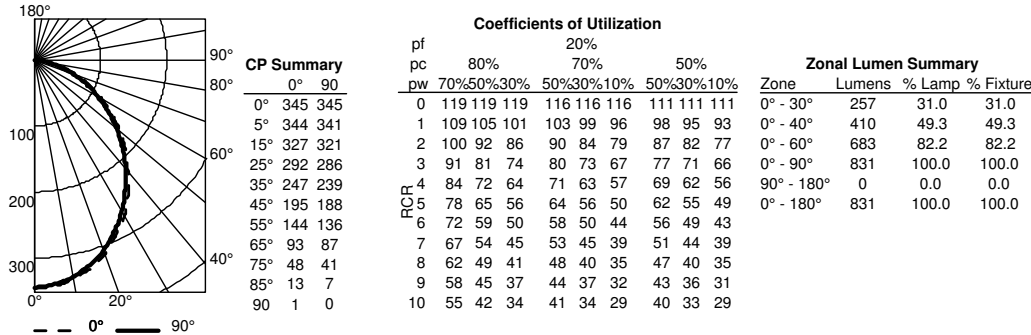 180°
90°
80°
60°
40°
100
200
300
0° 20°
0° 90°
CP Summary
0° 90
0° 345 345
5° 344 341
15° 327 321
25° 292 286
35° 247 239
45° 195 188
55° 144 136
65° 93 87
75° 48 41
85° 13 7
90 1 0
Coefficients of Utilization
pf 20%
pc 80% 70% 50%
pw 70%50%30% 50%30%10% 50%30%10%
RCR
0 119 119 119 116 116 116 111 111 111
1 109 105 101 103 99 96 98 95 93
2 100 92 86 90 84 79 87 82 77
3 91 81 74 80 73 67 77 71 66
4 84 72 64 71 63 57 69 62 56
5 78 65 56 64 56 50 62 55 49
6 72 59 50 58 50 44 56 49 43
7 67 54 45 53 45 39 51 44 39
8 62 49 41 48 40 35 47 40 35
9 58 45 37 44 37 32 43 36 31
10 55 42 34 41 34 29 40 33 29
Zonal Lumen Summary
Zone Lumens % Lamp % Fixture
0° - 30° 257 31.0 31.0
0° - 40° 410 49.3 49.3
0° - 60° 683 82.2 82.2
0° - 90° 831 100.0 100.0
90° - 180° 0 0.0 0.0
0° - 180° 831 100.0 100.0